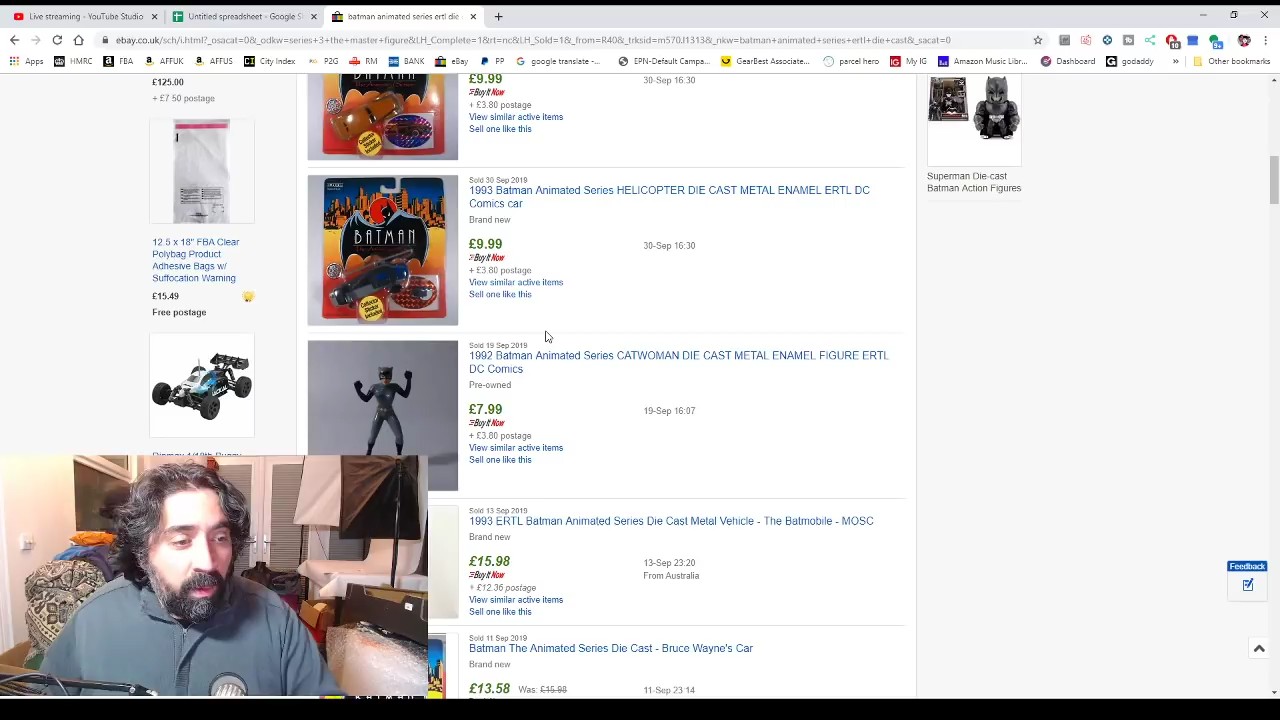 Live streaming - YouTube Studio
Untitled spreadsheet - Google S
batman animated series ertl die
ebay.co.uk/sch/i.html?_osacat=0&_odkw=series+3+the+master+figure&LH_Complete=1&rt=nc&LH_Sold=1&_from=R40&_trksid=m570.l1313&_nkw=batman+animated+series+ertl+die+cast&_sacat=0
Apps HMRC FBA AFFUK AFFUS City Index P2G RM BANK eBay PP google translate -... EPN-Default Campa... GearBest Associate... parcel hero My IG Amazon Music Libr... Dashboard godaddy » Other bookmarks
£125.00
+ £7.50 postage
12.5 x 18" FBA Clear
Polybag Product
Adhesive Bags w/
Suffocation Warning
£15.49
Free postage
£9.99
30-Sep 16:30
Buy It Now
+ £3.80 postage
View similar active items
Sell one like this
Collector
Sticker
Included
Sold 30 Sep 2019
1993 Batman Animated Series HELICOPTER DIE CAST METAL ENAMEL ERTL DC
Comics car
Brand new
£9.99
30-Sep 16:30
Buy It Now
+ £3.80 postage
View similar active items
Sell one like this
BATMAN
Collector
Sticker
Included
Sold 19 Sep 2019
1992 Batman Animated Series CATWOMAN DIE CAST METAL ENAMEL FIGURE ERTL
DC Comics
Pre-owned
£7.99
19-Sep 16:07
Buy It Now
+ £3.80 postage
View similar active items
Sell one like this
Sold 13 Sep 2019
1993 ERTL Batman Animated Series Die Cast Metal Vehicle - The Batmobile - MOSC
Brand new
£15.98
13-Sep 23:20
Buy It Now
From Australia
+ £12.36 postage
View similar active items
Sell one like this
Sold 11 Sep 2019
Batman The Animated Series Die Cast - Bruce Wayne's Car
Brand new
£13.58 Was: £15.98
11-Sep 23:14
Superman Die-cast
Batman Action Figures
Feedback